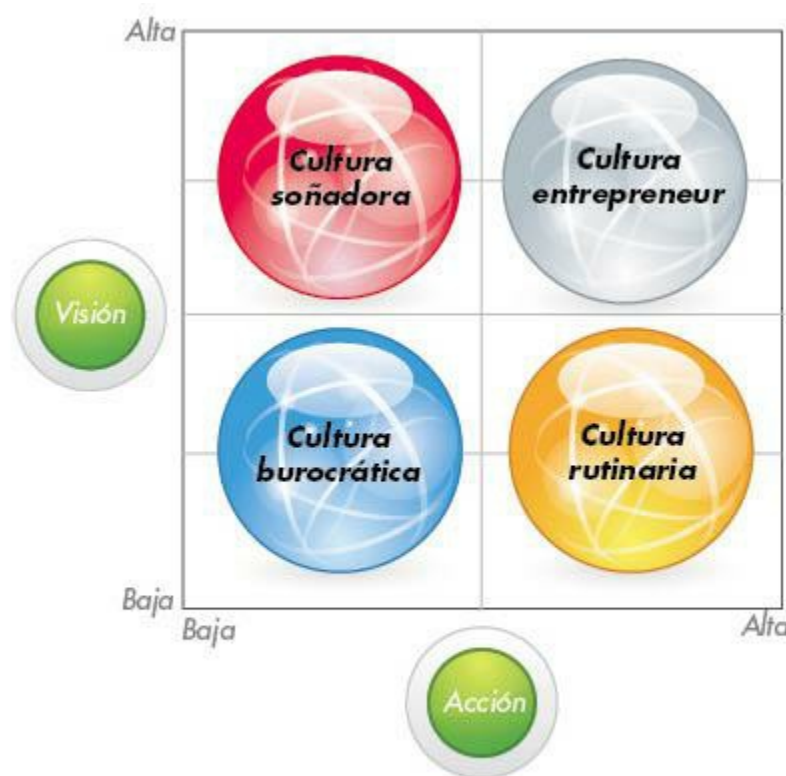 Alta
Cultura
soñadora
Cultura
entrepreneur
Visión
Cultura
burocrática
Cultura
rutinaria
Baja
Baja
Alta
Acción